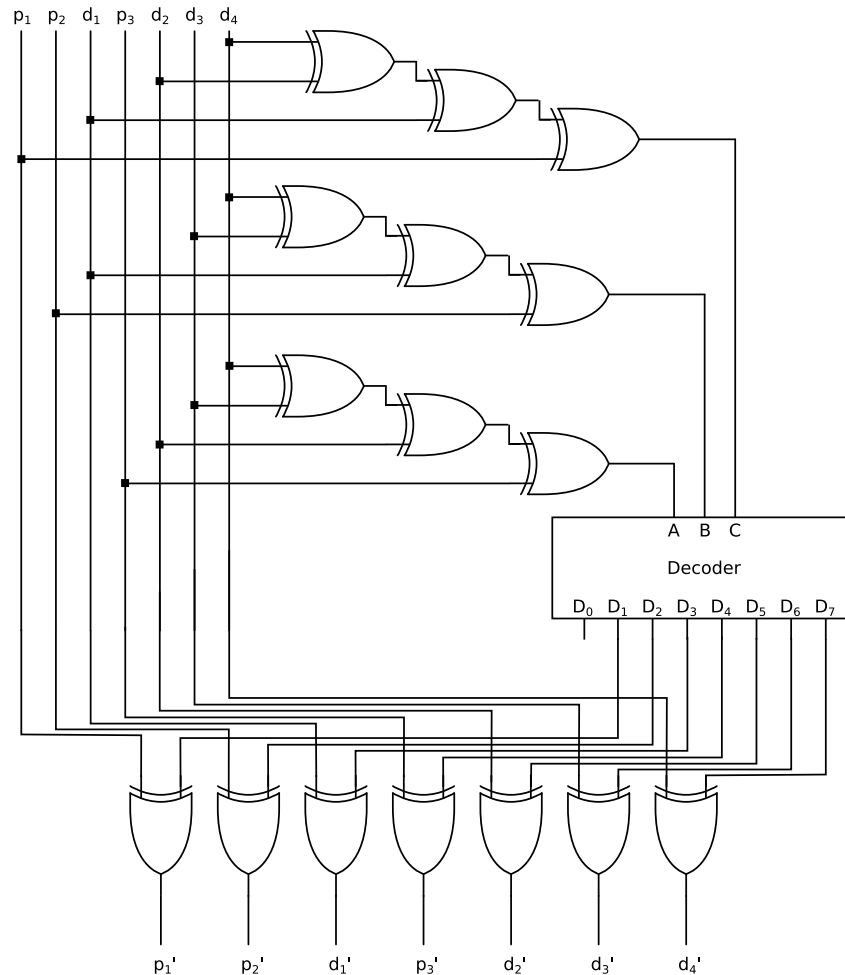 p₁ p₂ d₁ p₃ d₂ d₃ d₄
A B C
Decoder
D₀ D₁ D₂ D₃ D₄ D₅ D₆ D₇
p₁' p₂' d₁' p₃' d₂' d₃' d₄'